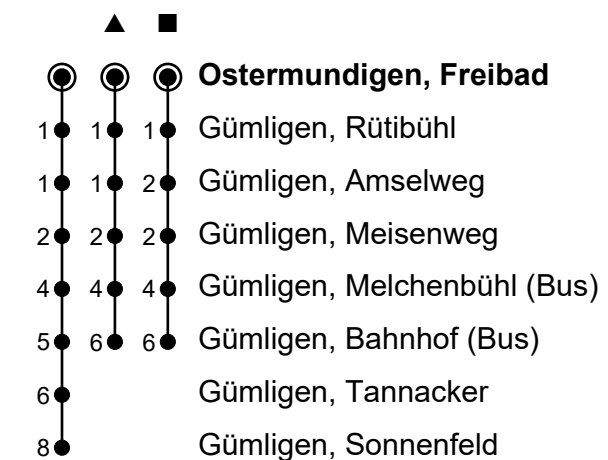 ▲ ■
Ostermundigen, Freibad
1 1 1 Gümligen, Rütibühl
1 1 2 Gümligen, Amselweg
2 2 2 Gümligen, Meisenweg
4 4 4 Gümligen, Melchenbühl (Bus)
5 6 6 Gümligen, Bahnhof (Bus)
6 Gümligen, Tannacker
8 Gümligen, Sonnenfeld